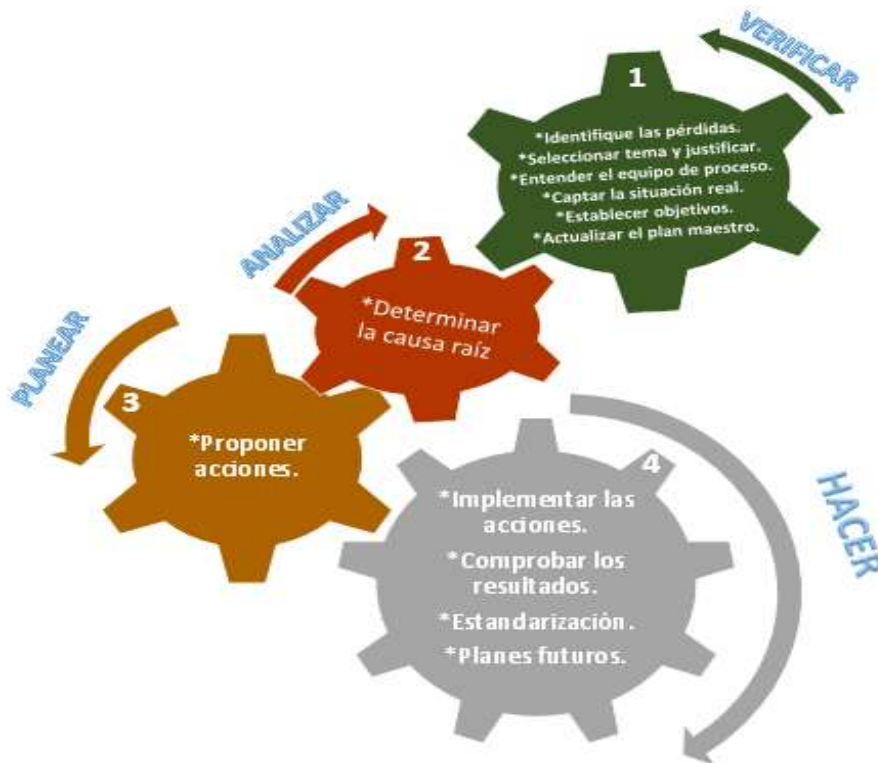 VERIFICAR
1
*Identifique las pérdidas.
*Seleccionar tema y justificar.
*Entender el equipo de proceso.
*Captar la situación real.
*Establecer objetivos.
*Actualizar el plan maestro.
ANALIZAR
2
*Determinar
la causa raíz
PLANEAR
3
*Proponer
acciones.
HACER
4
*Implementar las
acciones.
*Comprobar los
resultados.
*Estandarización.
*Planes futuros.